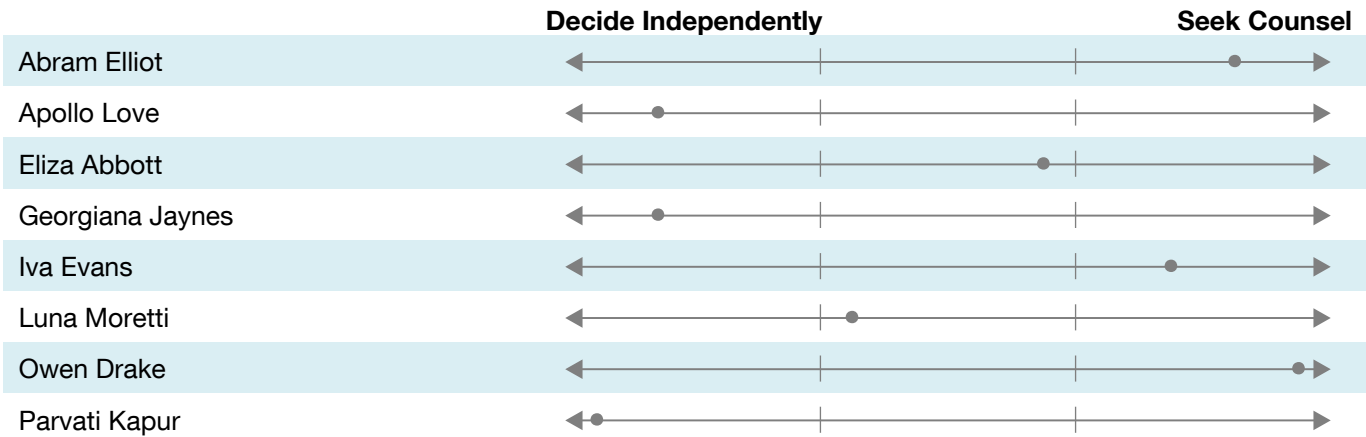 Decide Independently Seek Counsel
Abram Elliot
Apollo Love
Eliza Abbott
Georgiana Jaynes
Iva Evans
Luna Moretti
Owen Drake
Parvati Kapur